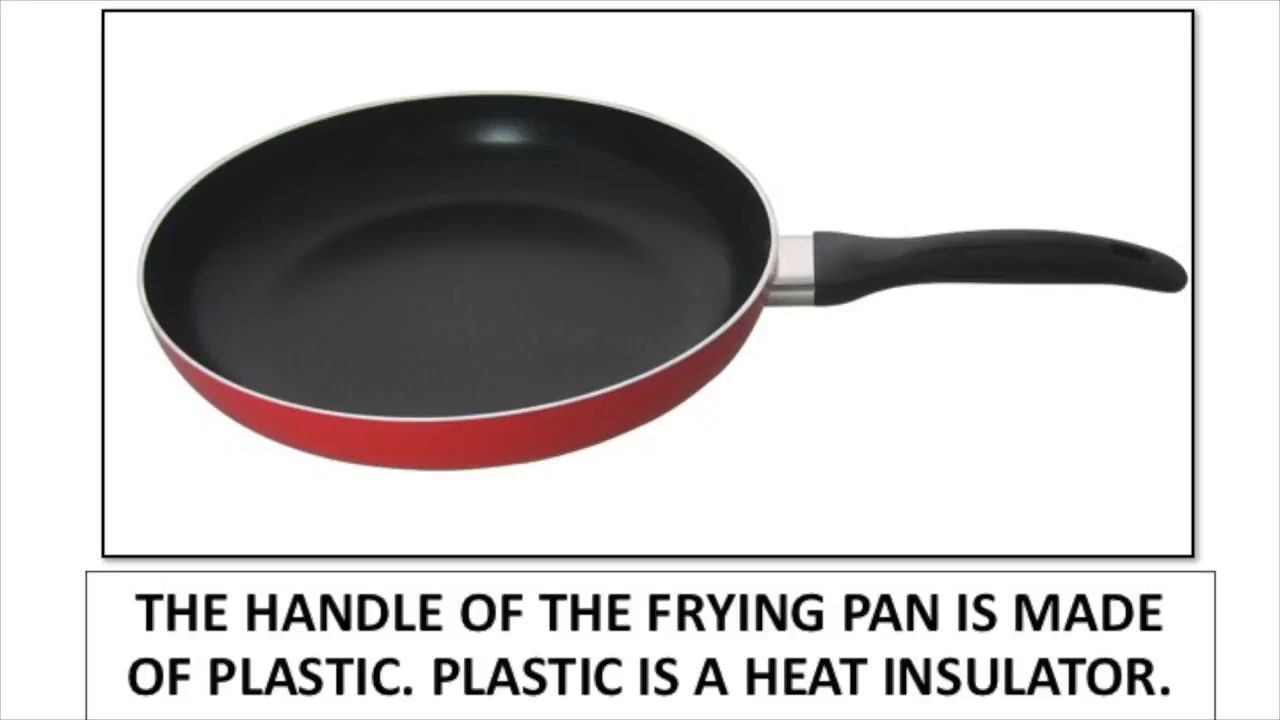 THE HANDLE OF THE FRYING PAN IS MADE
OF PLASTIC. PLASTIC IS A HEAT INSULATOR.